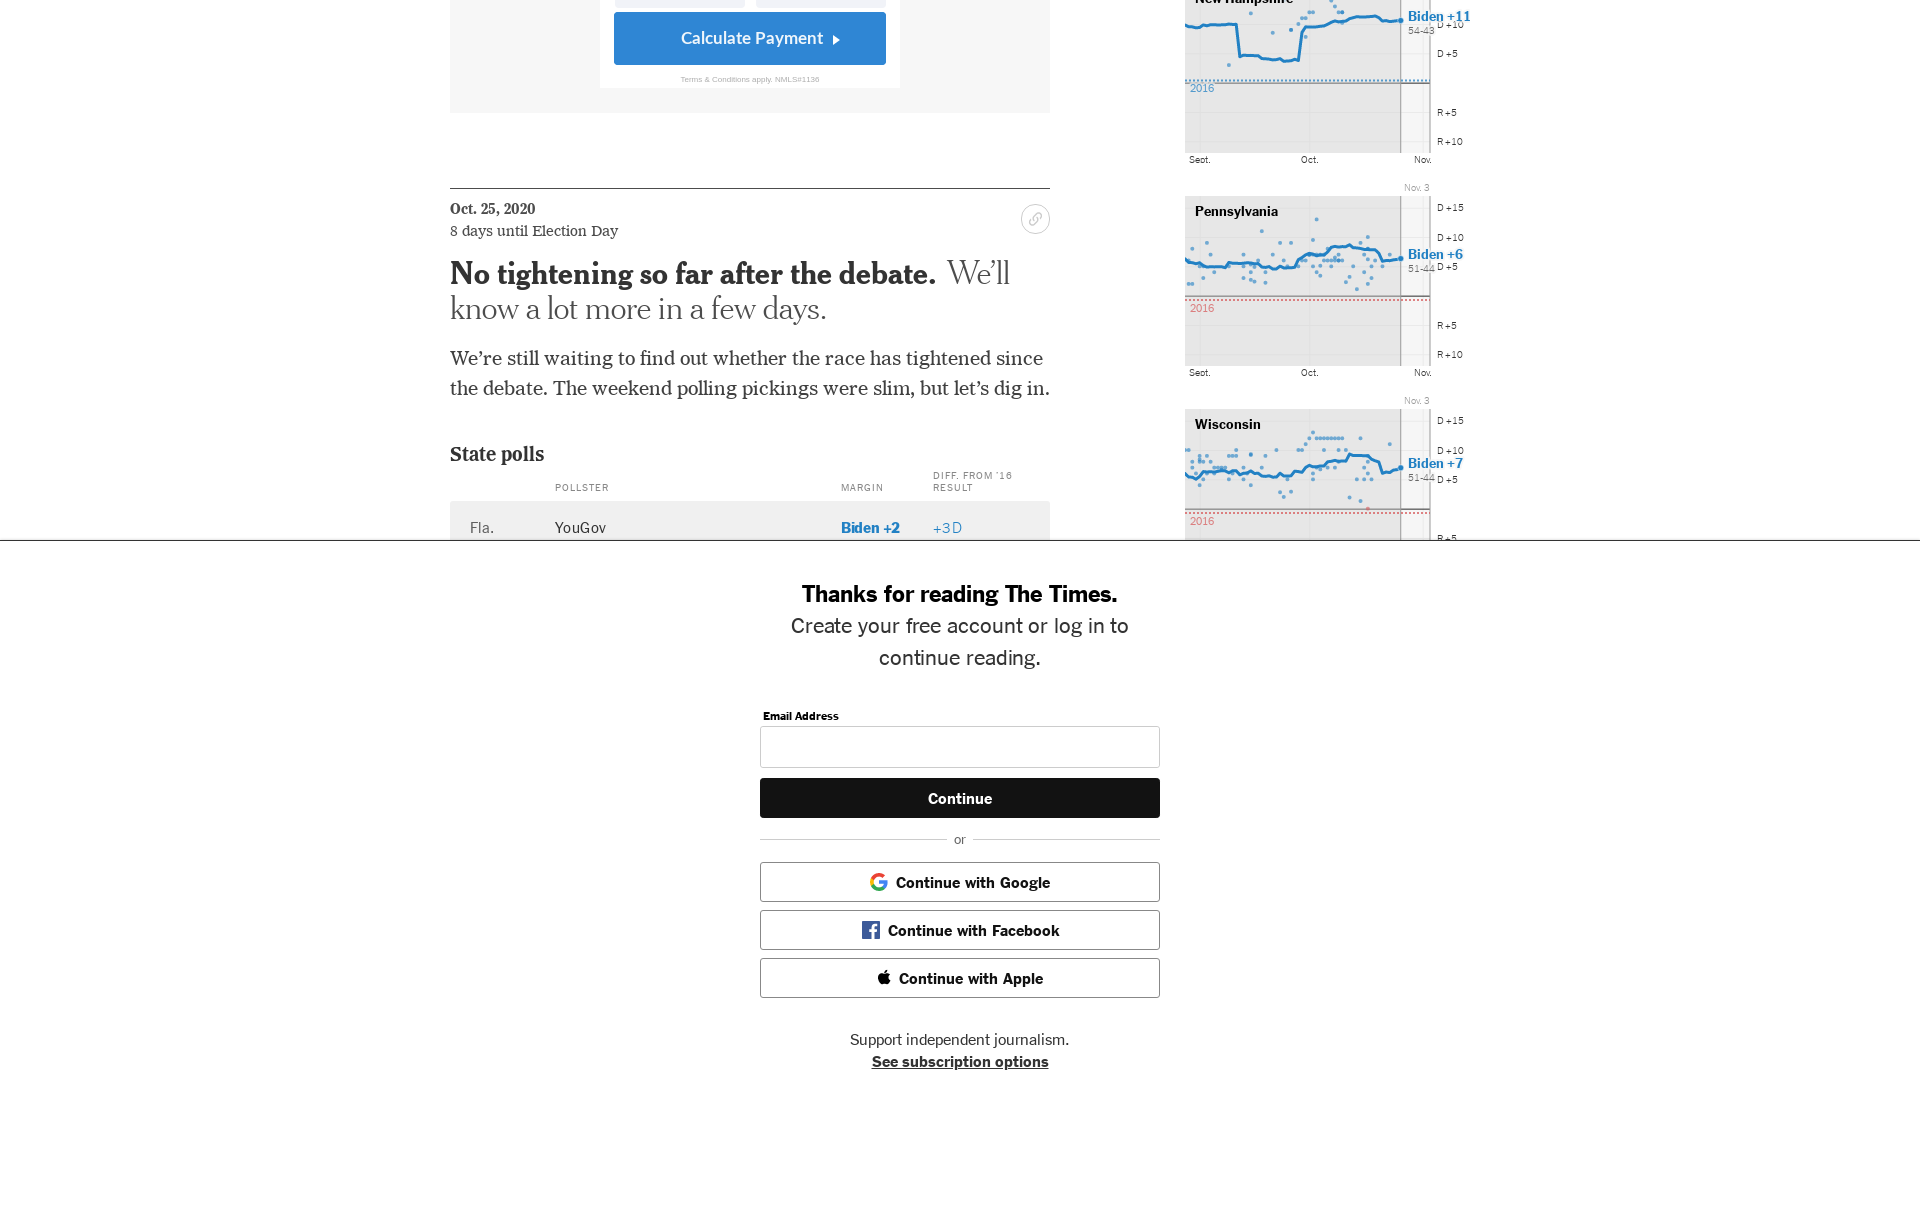 Calculate Payment
Terms & Conditions apply. NMLS#1136
Oct. 25, 2020
8 days until Election Day
No tightening so far after the debate. We’ll
know a lot more in a few days.
We’re still waiting to find out whether the race has tightened since
the debate. The weekend polling pickings were slim, but let’s dig in.
State polls
DIFF. FROM ’16
POLLSTER MARGIN RESULT
Fla. YouGov Biden +2 +3 D
New Hampshire
Biden +11
D +10
54-43
D +5
2016
R +5
R +10
Sept. Oct. Nov.
Nov. 3
Pennsylvania
D +15
D +10
Biden +6
51-44
D +5
2016
R +5
R +10
Sept. Oct. Nov.
Nov. 3
Wisconsin
D +15
D +10
Biden +7
51-44
D +5
2016
R +5
Thanks for reading The Times.
Create your free account or log in to
continue reading.
Email Address
Continue
or
Continue with Google
Continue with Facebook
Continue with Apple
Support independent journalism.
See subscription options